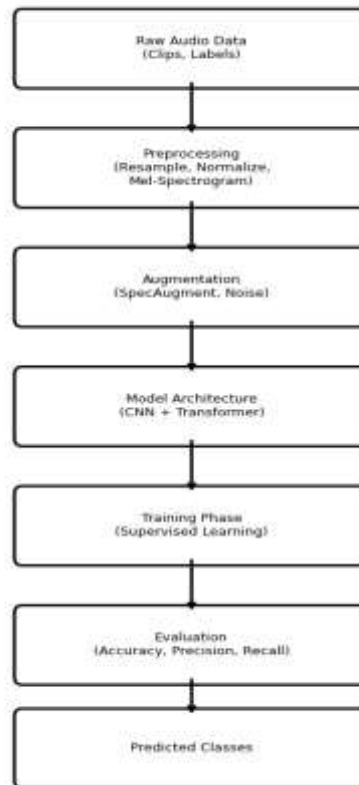 Raw Audio Data
(Clips, Labels)
Preprocessing
(Resample, Normalize,
Mel-Spectrogram)
Augmentation
(SpecAugment, Noise)
Model Architecture
(CNN + Transformer)
Training Phase
(Supervised Learning)
Evaluation
(Accuracy, Precision, Recall)
Predicted Classes